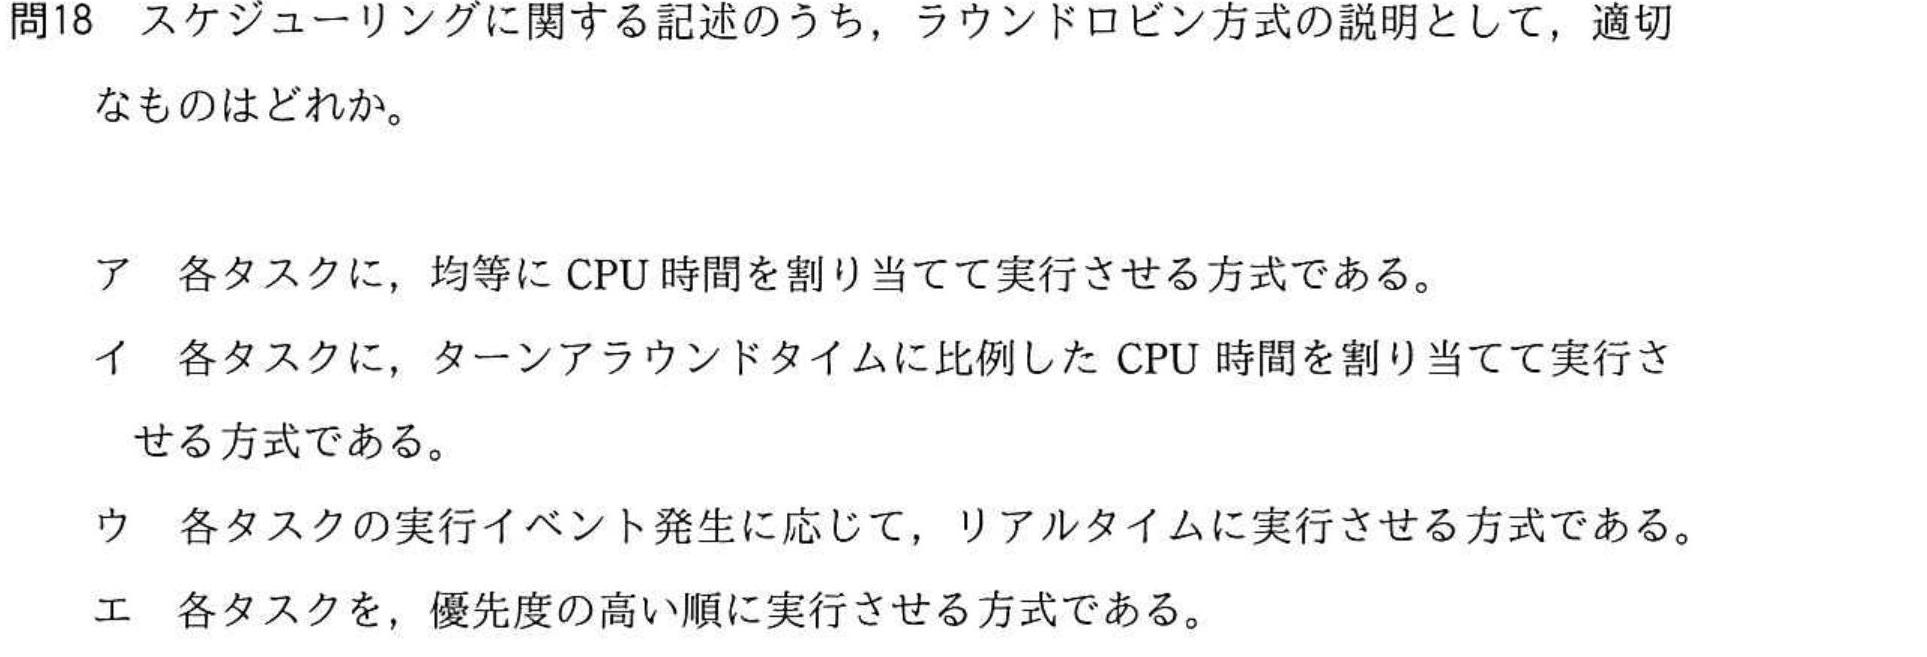 問18　スケジューリングに関する記述のうち，ラウンドロビン方式の説明として，適切
なものはどれか。
ア　各タスクに，均等に CPU 時間を割り当てて実行させる方式である。
イ　各タスクに，ターンアラウンドタイムに比例した CPU 時間を割り当てて実行さ
せる方式である。
ウ　各タスクの実行イベント発生に応じて，リアルタイムに実行させる方式である。
エ　各タスクを，優先度の高い順に実行させる方式である。